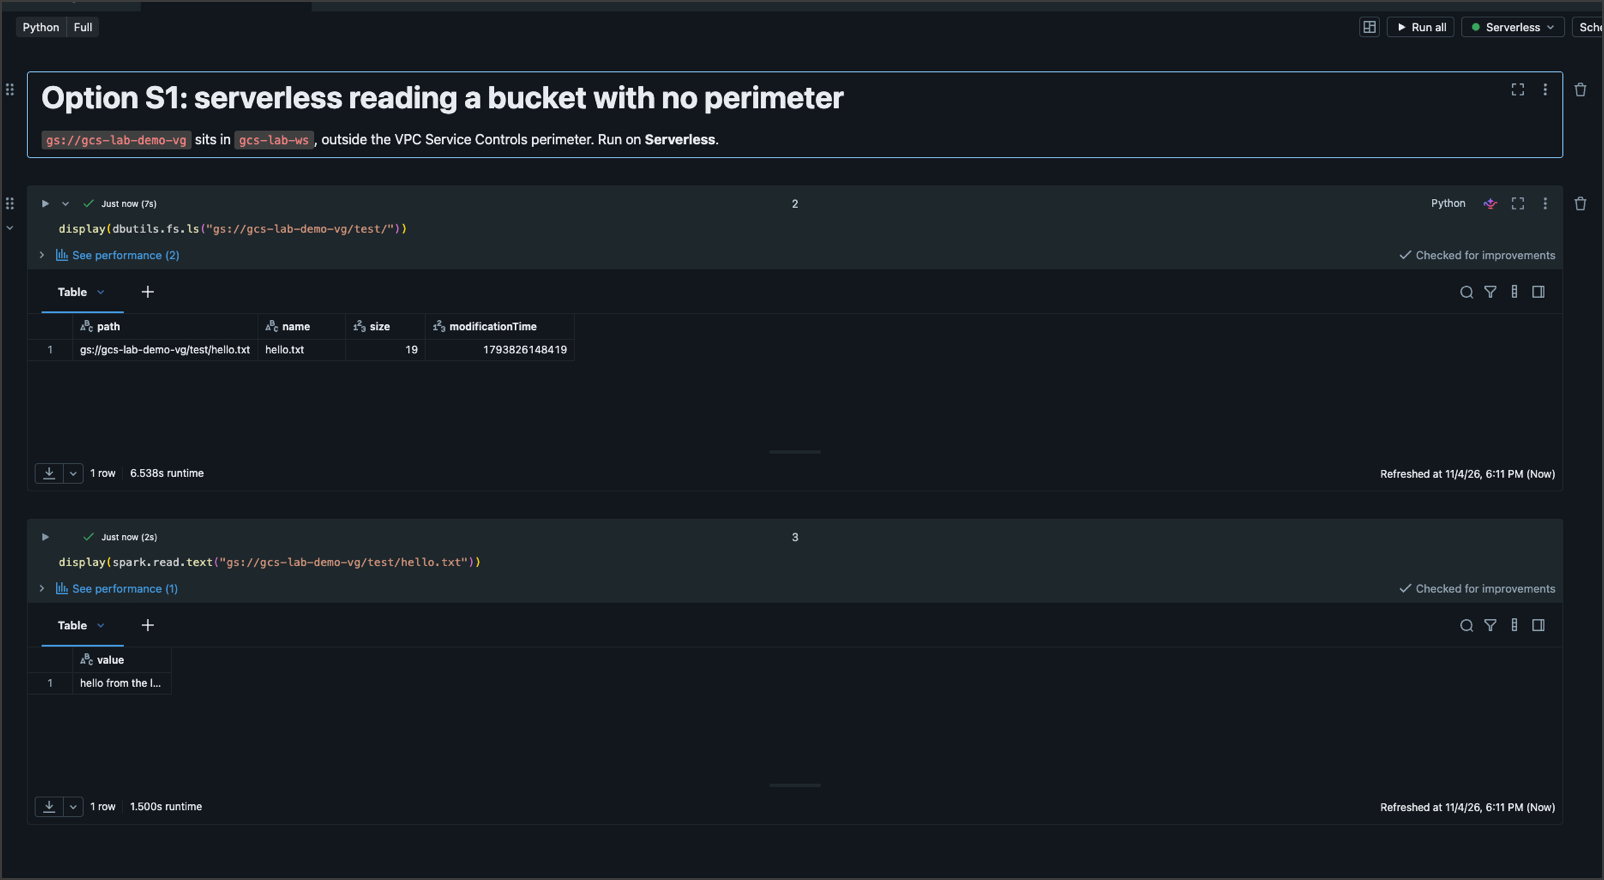 Python Full
Run all Serverless Sche
Option S1: serverless reading a bucket with no perimeter
gs://gcs-lab-demo-vg sits in gcs-lab-ws, outside the VPC Service Controls perimeter. Run on Serverless.
Just now (7s) 2 Python
display(dbutils.fs.ls("gs://gcs-lab-demo-vg/test/"))
See performance (2) Checked for improvements
Table
path name size modificationTime
1 gs://gcs-lab-demo-vg/test/hello.txt hello.txt 19 1793826148419
1 row 6.538s runtime Refreshed at 11/4/26, 6:11 PM (Now)
Just now (2s) 3
display(spark.read.text("gs://gcs-lab-demo-vg/test/hello.txt"))
See performance (1) Checked for improvements
Table
value
1 hello from the l...
1 row 1.500s runtime Refreshed at 11/4/26, 6:11 PM (Now)